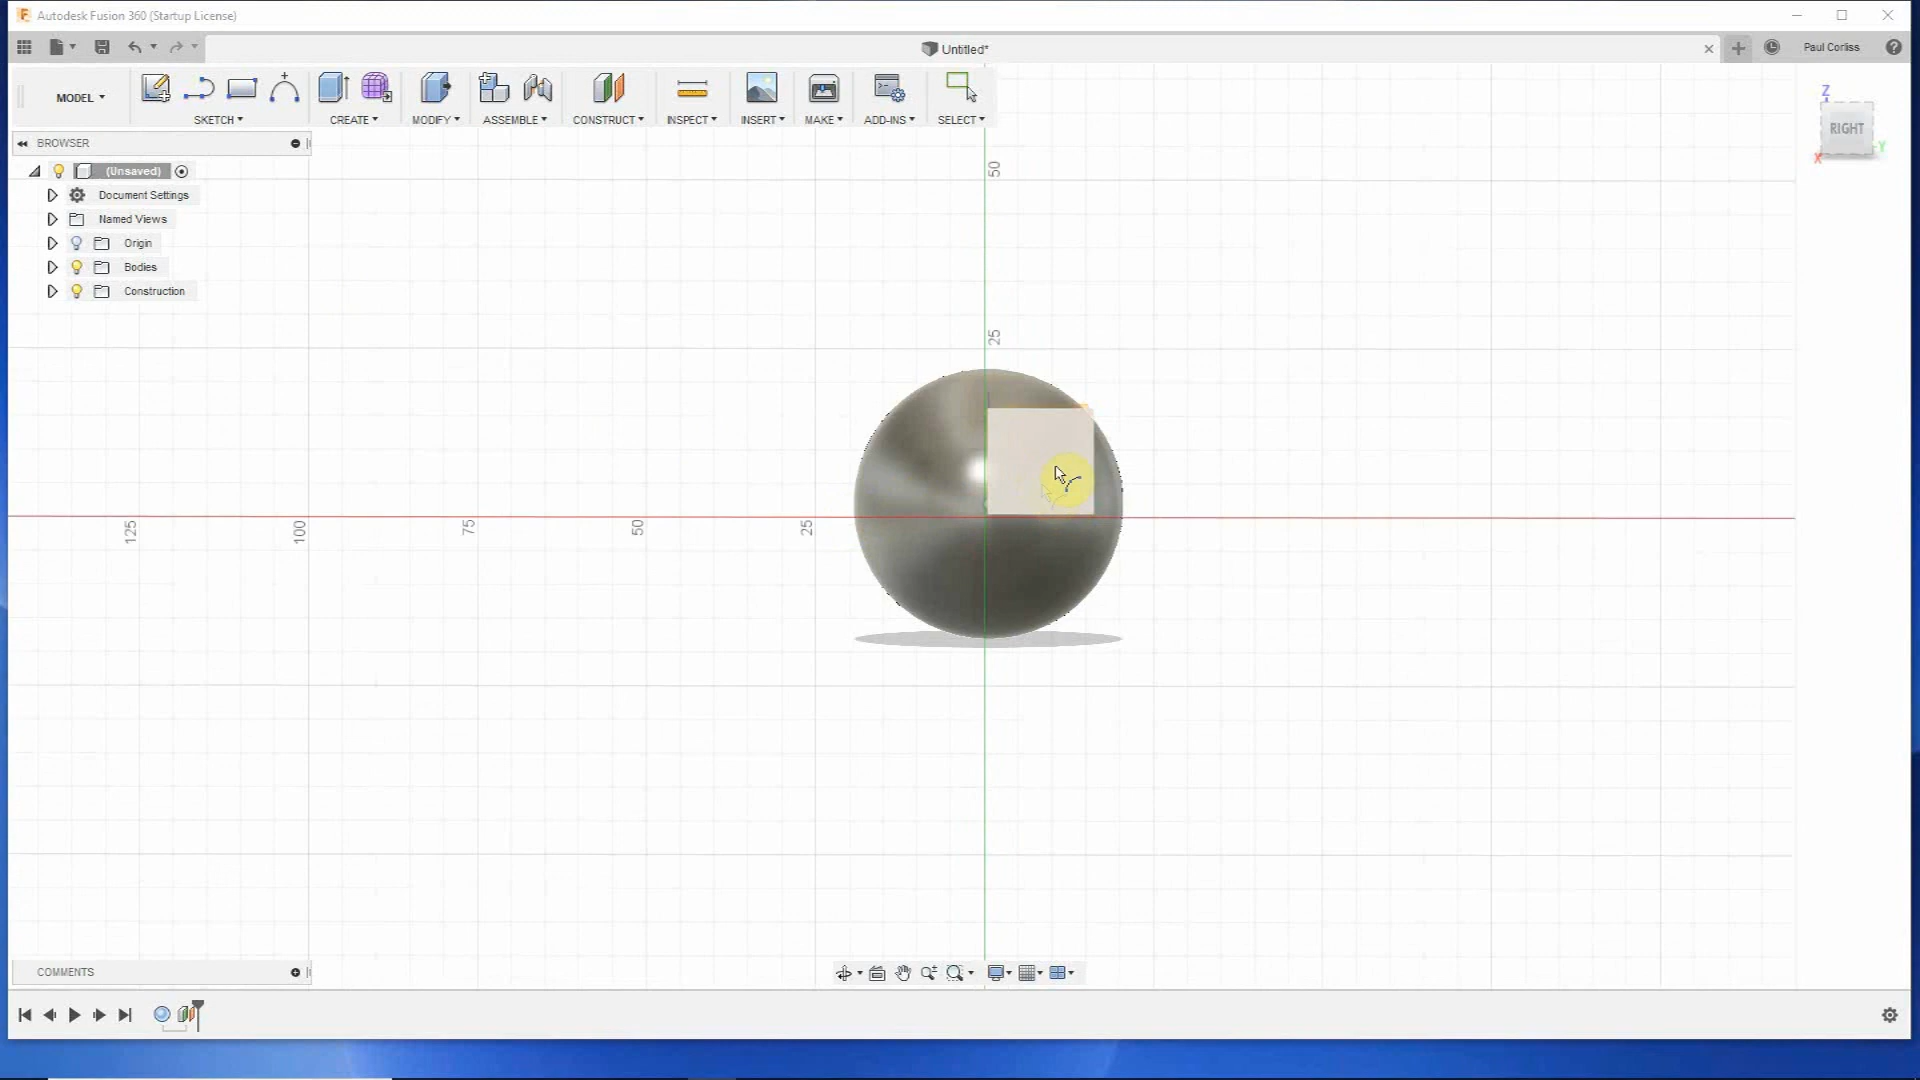 Autodesk Fusion 360 (Startup License)
Untitled*
Paul Corliss
MODEL
SKETCH
CREATE
MODIFY
ASSEMBLE
CONSTRUCT
INSPECT
INSERT
MAKE
ADD-INS
SELECT
BROWSER
(Unsaved)
Document Settings
Named Views
Origin
Bodies
Construction
Z
RIGHT
X
Y
50
25
125
100
75
50
25
COMMENTS